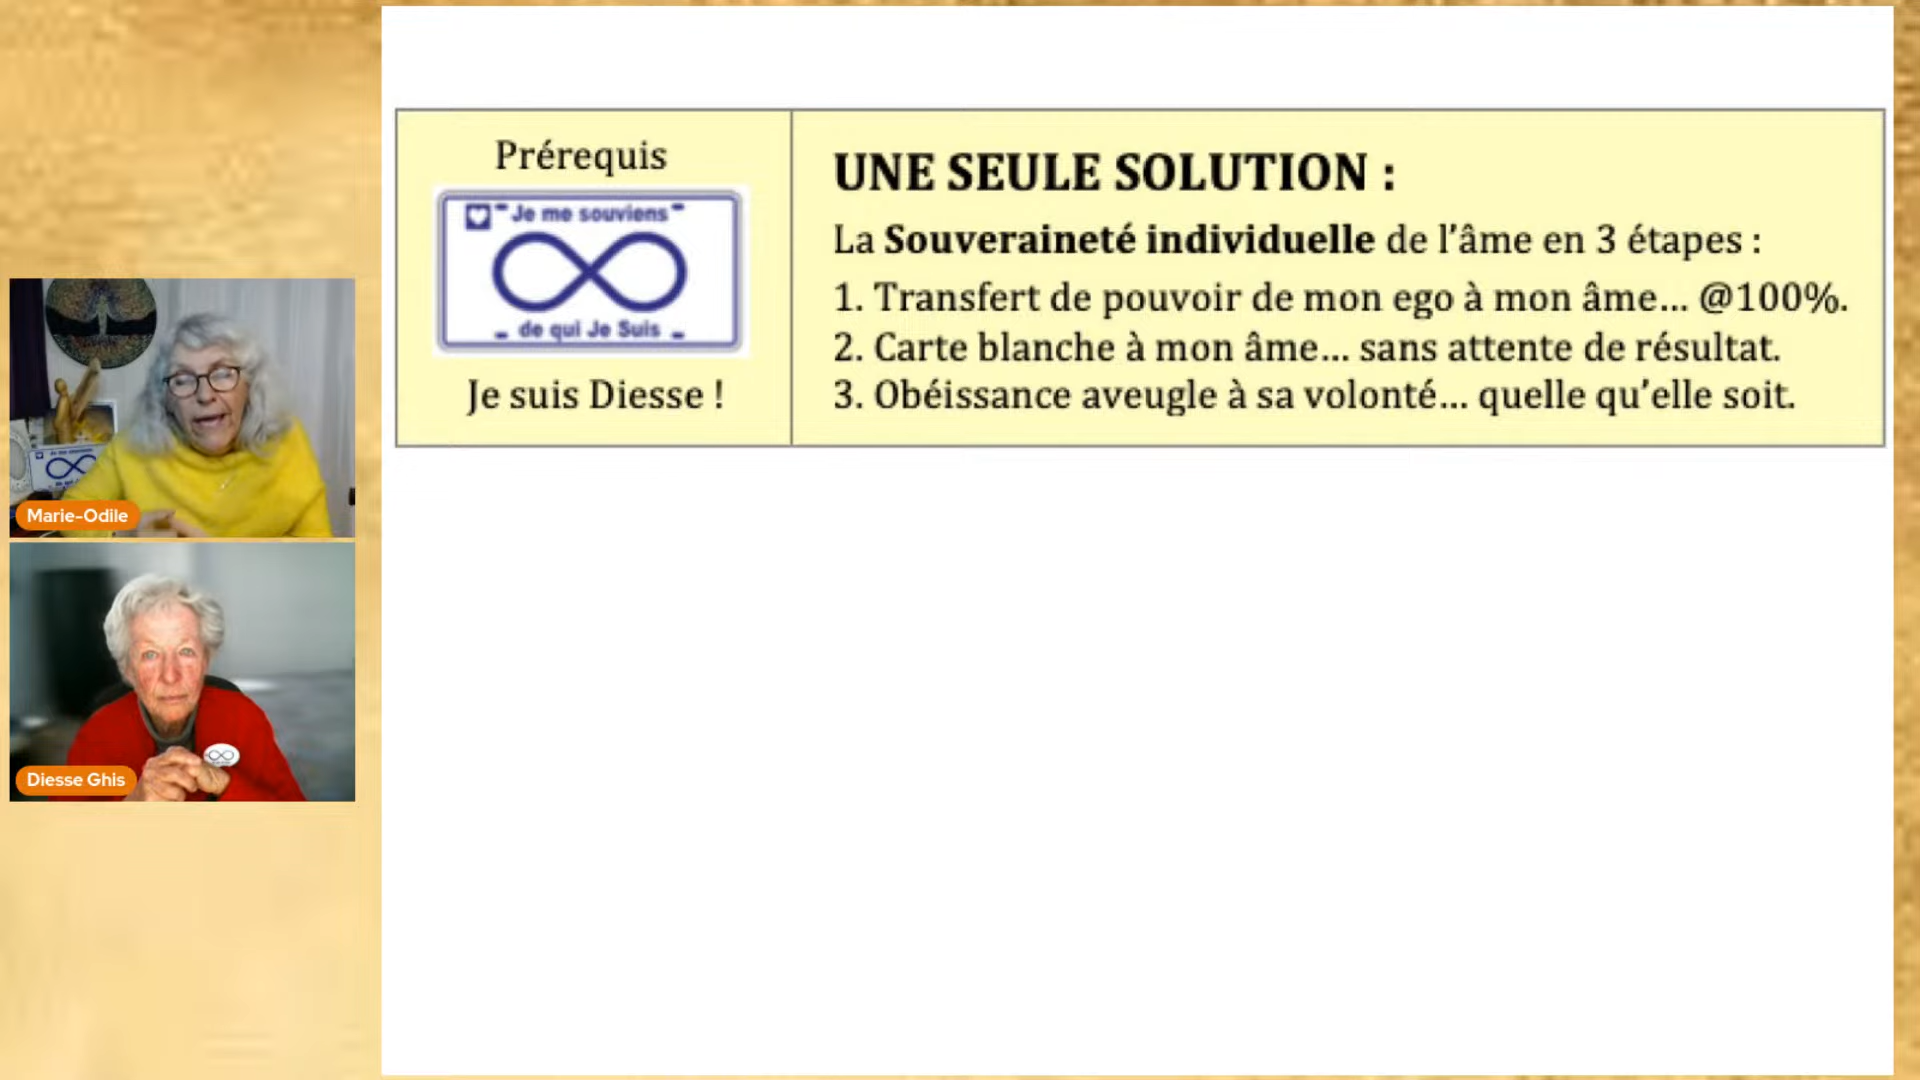 Prérequis
Je me souviens
de qui Je Suis
Je suis Diesse !
UNE SEULE SOLUTION :
La Souveraineté individuelle de l'âme en 3 étapes :
1. Transfert de pouvoir de mon ego à mon âme... @100%.
2. Carte blanche à mon âme... sans attente de résultat.
3. Obéissance aveugle à sa volonté... quelle qu'elle soit.
Marie-Odile
Diesse Ghis